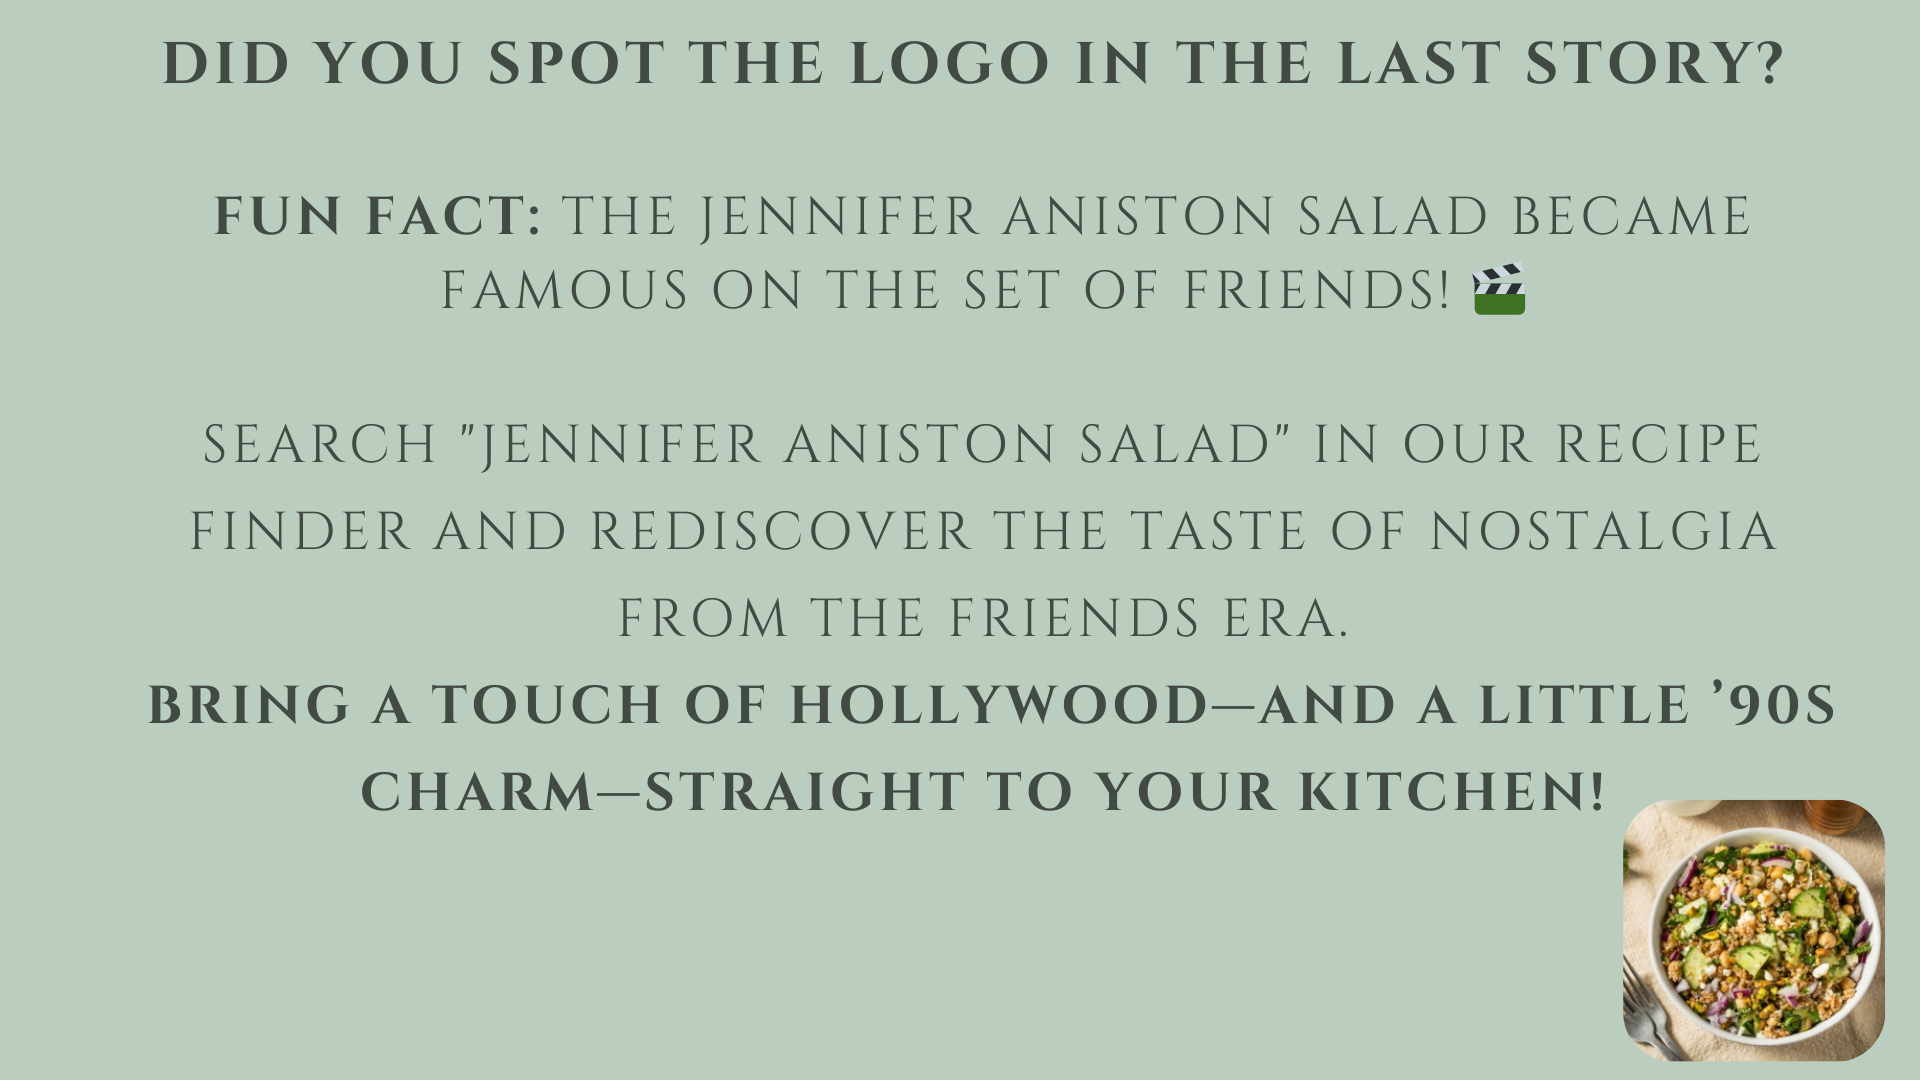 DID YOU SPOT THE LOGO IN THE LAST STORY?
FUN FACT: THE JENNIFER ANISTON SALAD BECAME
FAMOUS ON THE SET OF FRIENDS! 🎬
SEARCH "JENNIFER ANISTON SALAD" IN OUR RECIPE
FINDER AND REDISCOVER THE TASTE OF NOSTALGIA
FROM THE FRIENDS ERA.
BRING A TOUCH OF HOLLYWOOD—AND A LITTLE ’90S
CHARM—STRAIGHT TO YOUR KITCHEN!